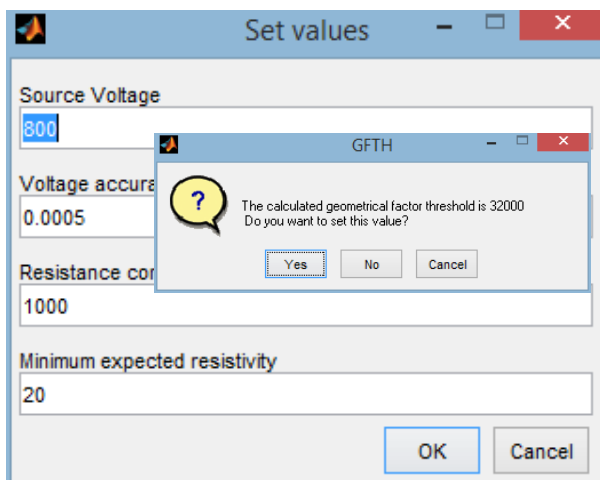 Set values
Source Voltage
800
GFTH
Voltage accura
0.0005
The calculated geometrical factor threshold is 32000
Do you want to set this value?
Yes No Cancel
Resistance con
1000
Minimum expected resistivity
20
OK Cancel